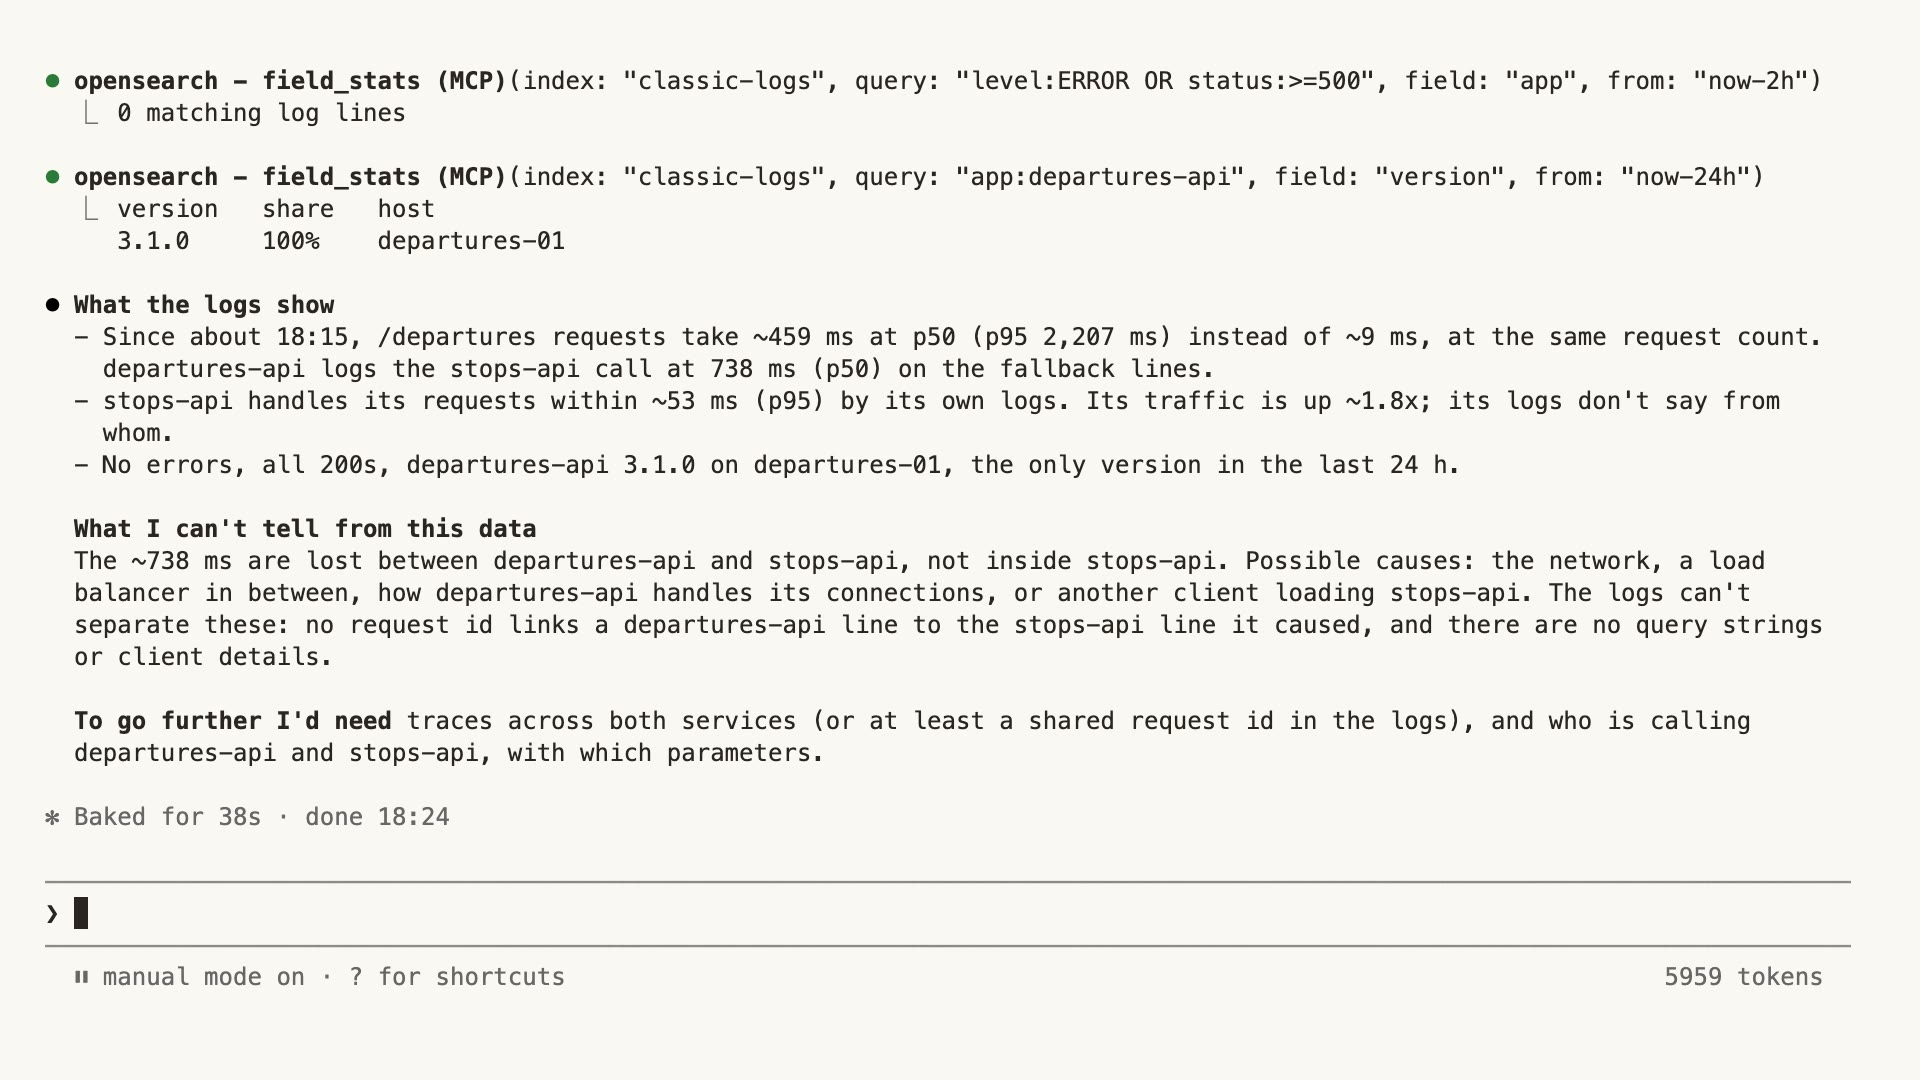 ● opensearch – field_stats (MCP)(index: "classic-logs", query: "level:ERROR OR status:>=500", field: "app", from: "now-2h")
⎿ 0 matching log lines
● opensearch – field_stats (MCP)(index: "classic-logs", query: "app:departures-api", field: "version", from: "now-24h")
⎿ version share host
3.1.0 100% departures-01
● What the logs show
– Since about 18:15, /departures requests take ~459 ms at p50 (p95 2,207 ms) instead of ~9 ms, at the same request count.
departures-api logs the stops-api call at 738 ms (p50) on the fallback lines.
– stops-api handles its requests within ~53 ms (p95) by its own logs. Its traffic is up ~1.8x; its logs don't say from
whom.
– No errors, all 200s, departures-api 3.1.0 on departures-01, the only version in the last 24 h.
What I can't tell from this data
The ~738 ms are lost between departures-api and stops-api, not inside stops-api. Possible causes: the network, a load
balancer in between, how departures-api handles its connections, or another client loading stops-api. The logs can't
separate these: no request id links a departures-api line to the stops-api line it caused, and there are no query strings
or client details.
To go further I'd need traces across both services (or at least a shared request id in the logs), and who is calling
departures-api and stops-api, with which parameters.
✻ Baked for 38s · done 18:24
❯
⏸ manual mode on · ? for shortcuts 5959 tokens